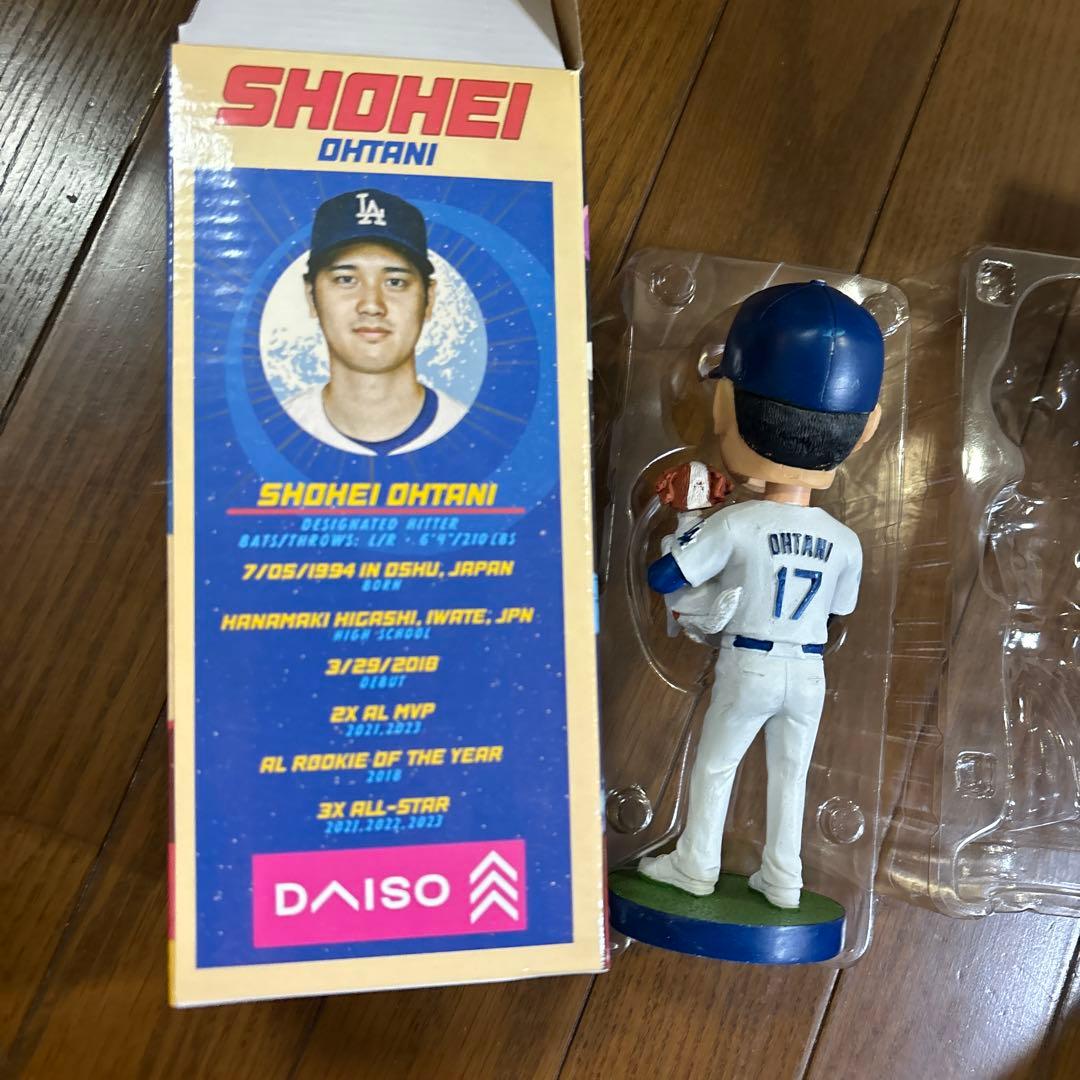 SHOHEI
OHTANI
LA
SHOHEI OHTANI
DESIGNATED HITTER
BATS/THROWS: L/R · 6'4"/210LBS
7/05/1994 IN OSHU, JAPAN
BORN
HANAMAKI HIGASHI, IWATE, JPN
HIGH SCHOOL
3/29/2018
DEBUT
2X AL MVP
2021,2023
AL ROOKIE OF THE YEAR
2018
3X ALL-STAR
2021,2022,2023
DAISO
OHTANI
17